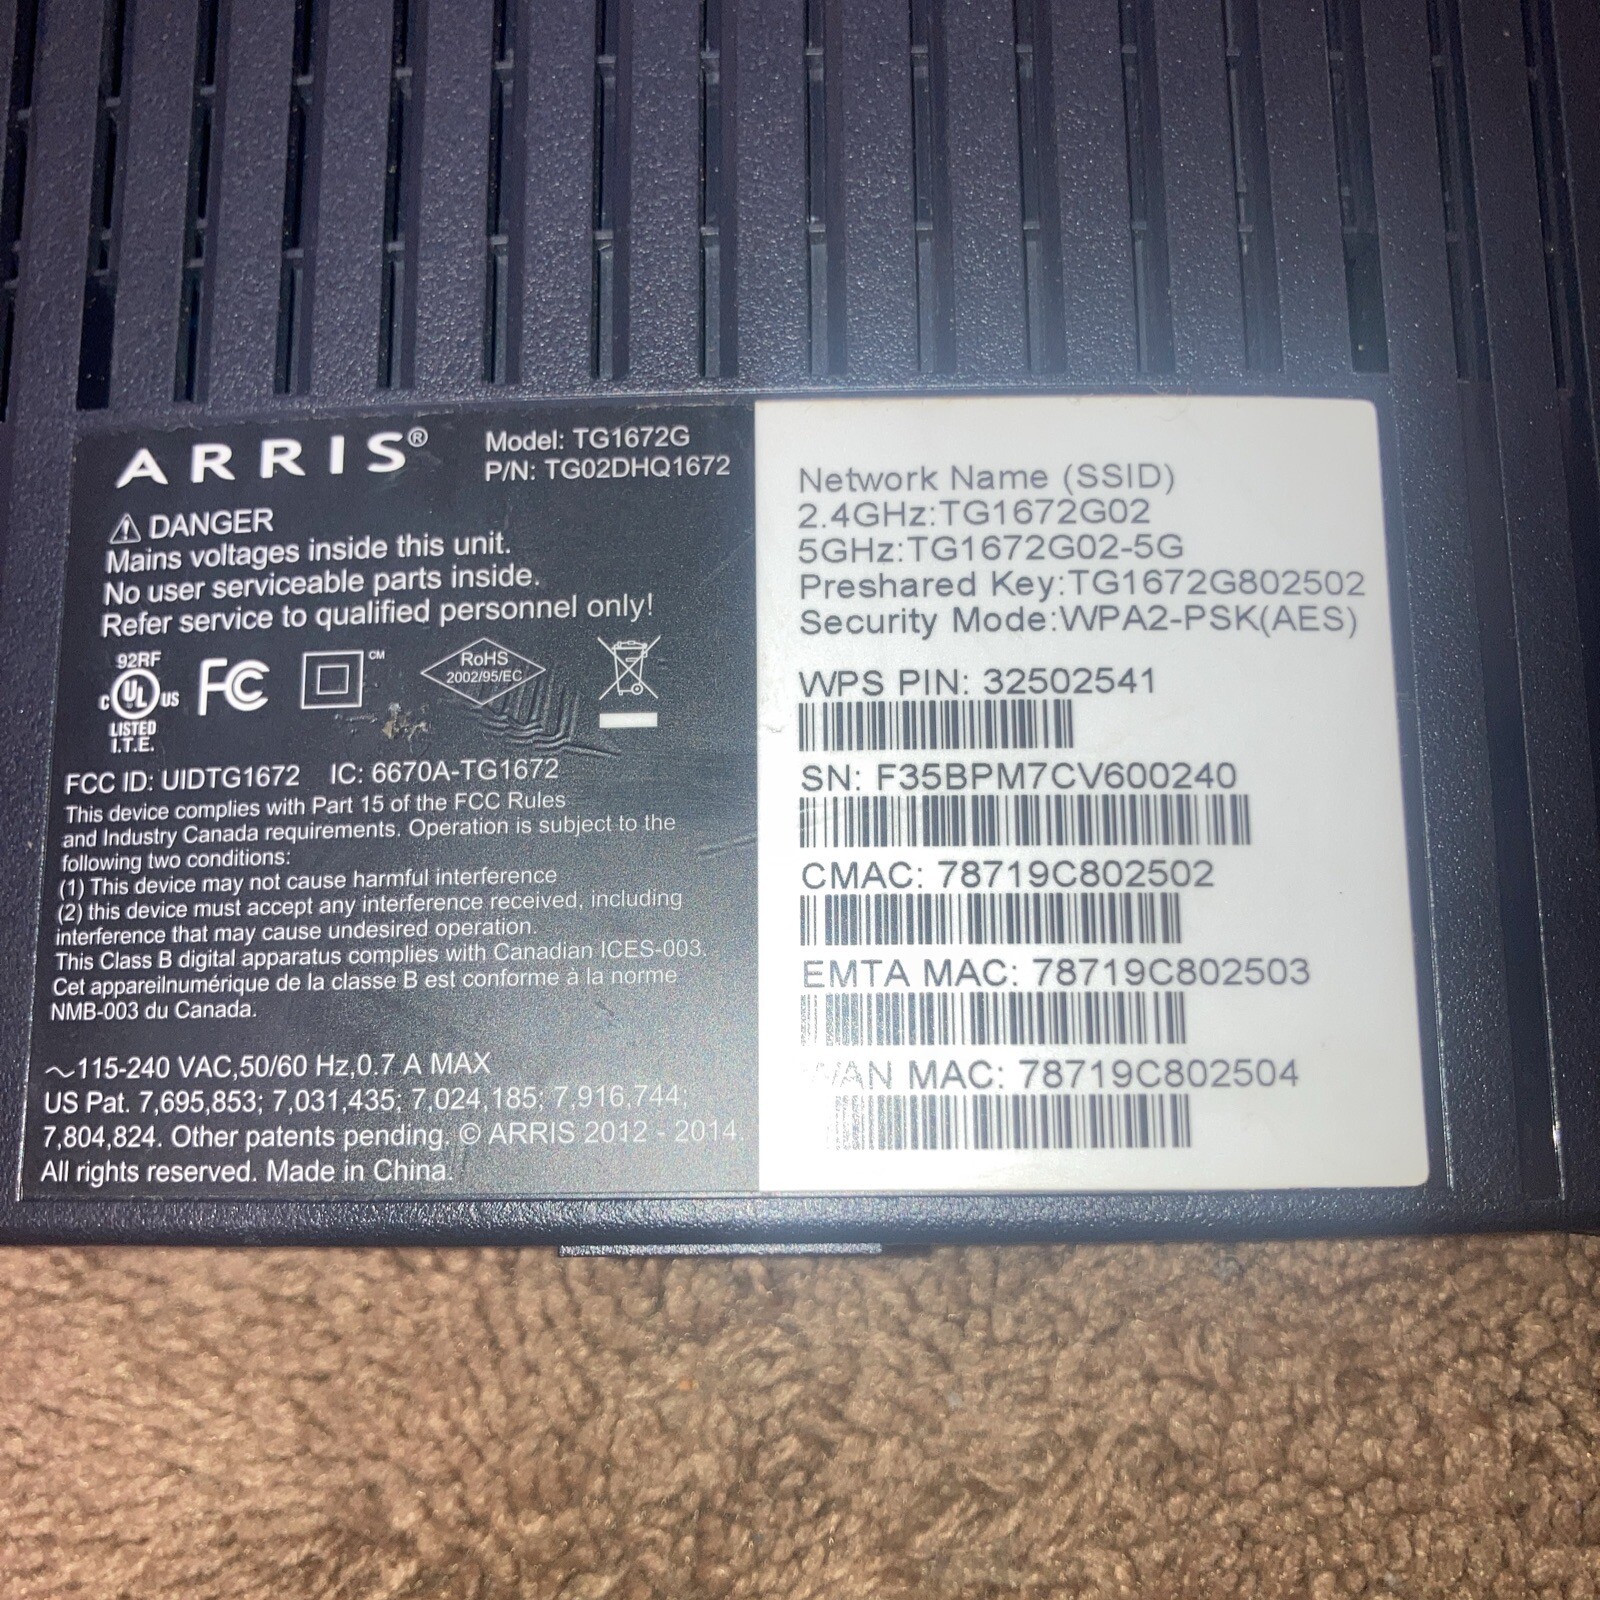 ARRIS®
Model: TG1672G
P/N: TG02DHQ1672
DANGER
Mains voltages inside this unit.
No user serviceable parts inside.
Refer service to qualified personnel only!
92RF
C UL US
LISTED
I.T.E.
FC
CM
RoHS
2002/95/EC
FCC ID: UIDTG1672 IC: 6670A-TG1672
This device complies with Part 15 of the FCC Rules
and Industry Canada requirements. Operation is subject to the
following two conditions:
(1) This device may not cause harmful interference
(2) this device must accept any interference received, including
interference that may cause undesired operation.
This Class B digital apparatus complies with Canadian ICES-003.
Cet appareilnumérique de la classe B est conforme à la norme
NMB-003 du Canada.
~115-240 VAC,50/60 Hz,0.7 A MAX
US Pat. 7,695,853; 7,031,435; 7,024,185; 7,916,744;
7,804,824. Other patents pending. © ARRIS 2012 - 2014.
All rights reserved. Made in China.
Network Name (SSID)
2.4GHz:TG1672G02
5GHz:TG1672G02-5G
Preshared Key:TG1672G802502
Security Mode:WPA2-PSK(AES)
WPS PIN: 32502541
SN: F35BPM7CV600240
CMAC: 78719C802502
EMTA MAC: 78719C802503
WAN MAC: 78719C802504